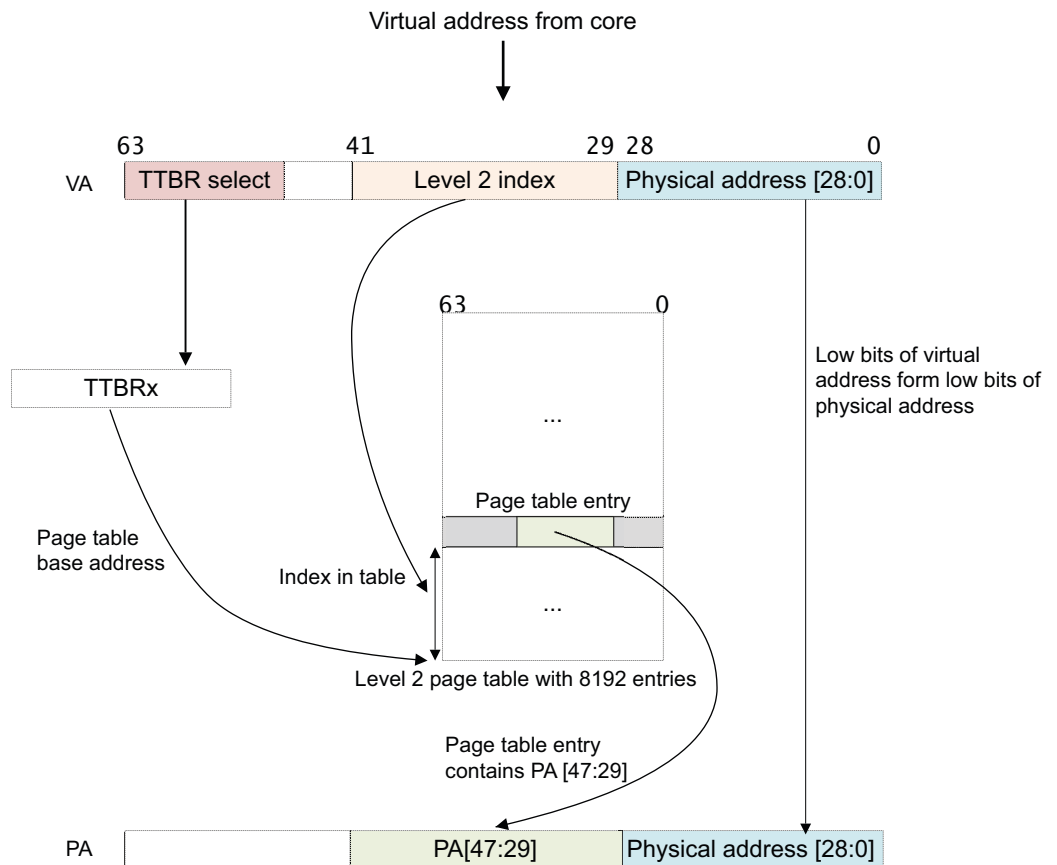 Virtual address from core
63 41 29 28 0
VA TTBR select Level 2 index Physical address [28:0]
63 0
Low bits of virtual
address form low bits of
physical address
TTBRx
...
Page table entry
Page table
base address
Index in table
...
Level 2 page table with 8192 entries
Page table entry
contains PA [47:29]
PA PA[47:29] Physical address [28:0]